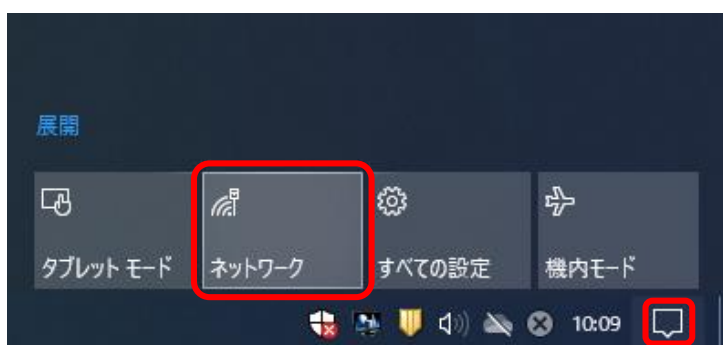 展開
タブレット モード
ネットワーク
すべての設定
機内モード
10:09